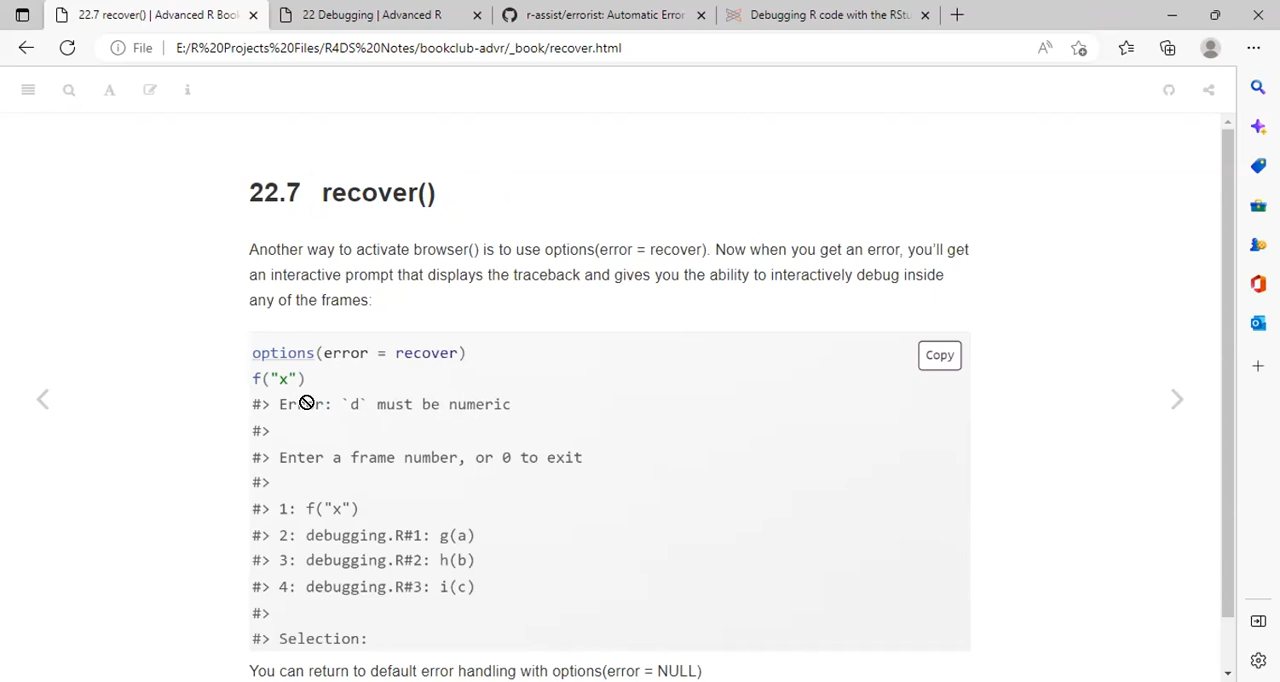 22.7 recover() | Advanced R Boo
22 Debugging | Advanced R
r-assist/errorist: Automatic Error
Debugging R code with the RStu
File
E:/R%20Projects%20Files/R4DS%20Notes/bookclub-advr/_book/recover.html
22.7 recover()
Another way to activate browser() is to use options(error = recover). Now when you get an error, you'll get
an interactive prompt that displays the traceback and gives you the ability to interactively debug inside
any of the frames:
Copy
options(error = recover)
f("x")
#> Error: `d` must be numeric
#>
#> Enter a frame number, or 0 to exit
#>
#> 1: f("x")
#> 2: debugging.R#1: g(a)
#> 3: debugging.R#2: h(b)
#> 4: debugging.R#3: i(c)
#>
#> Selection:
You can return to default error handling with options(error = NULL)